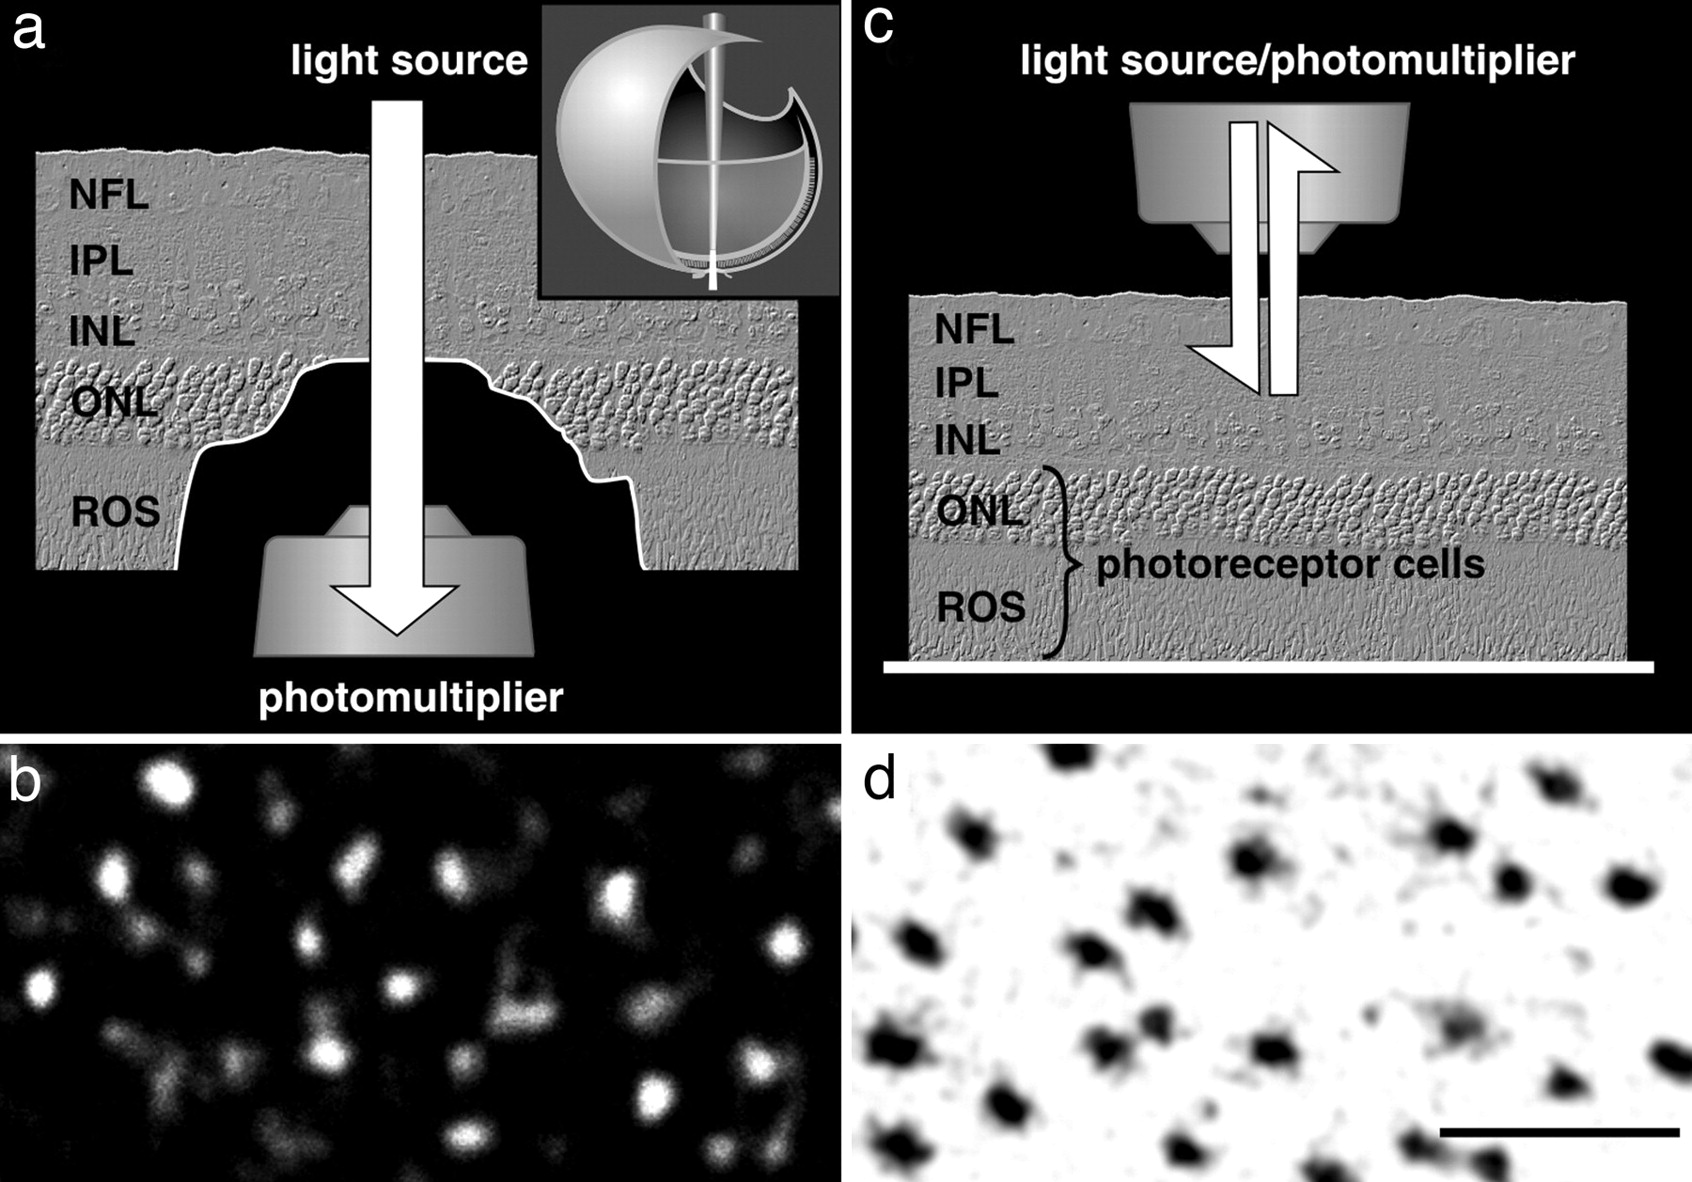 a
light source
NFL
IPL
INL
ONL
ROS
photomultiplier
c
light source/photomultiplier
NFL
IPL
INL
ONL
photoreceptor cells
ROS
b
d